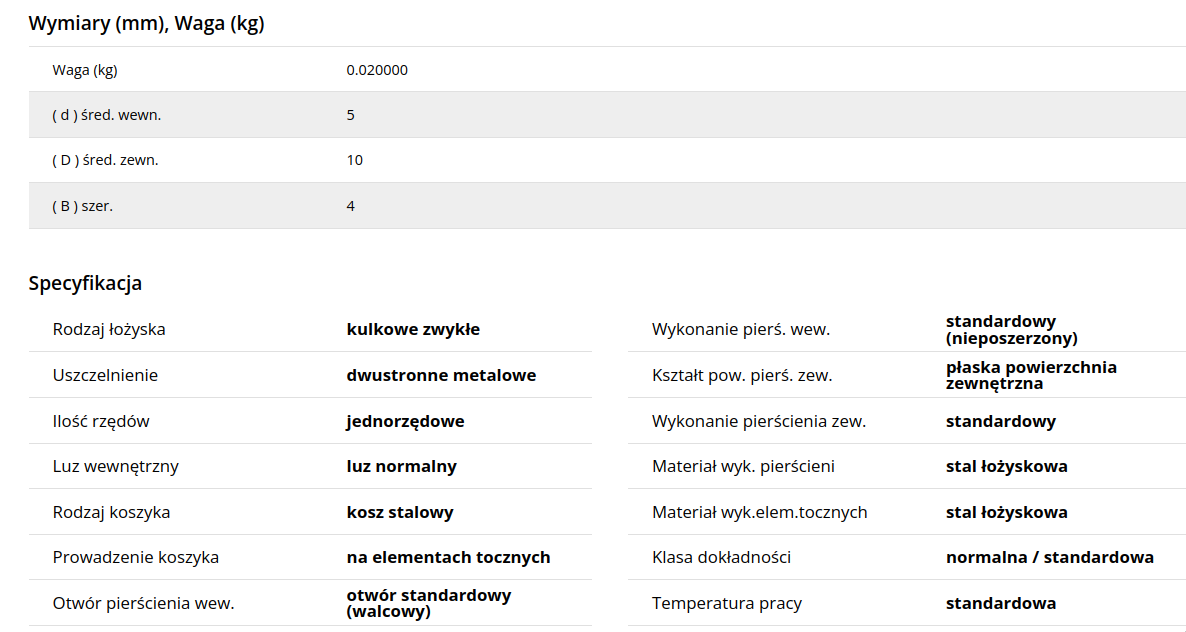 Wymiary (mm), Waga (kg)
Waga (kg) 0.020000
( d ) śred. wewn. 5
( D ) śred. zewn. 10
( B ) szer. 4
Specyfikacja
Rodzaj łożyska kulkowe zwykłe
Uszczelnienie dwustronne metalowe
Ilość rzędów jednorzędowe
Luz wewnętrzny luz normalny
Rodzaj koszyka kosz stalowy
Prowadzenie koszyka na elementach tocznych
Otwór pierścienia wew. otwór standardowy
(walcowy)
Wykonanie pierś. wew. standardowy
(nieposzerzony)
Kształt pow. pierś. zew. płaska powierzchnia
zewnętrzna
Wykonanie pierścienia zew. standardowy
Materiał wyk. pierścieni stal łożyskowa
Materiał wyk.elem.tocznych stal łożyskowa
Klasa dokładności normalna / standardowa
Temperatura pracy standardowa